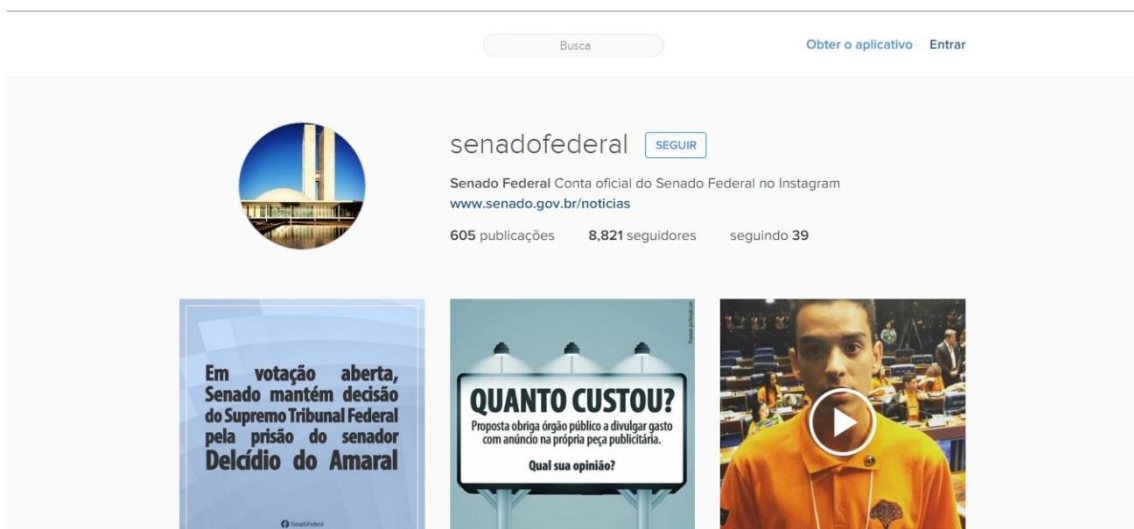 Busca
Obter o aplicativo Entrar
senadofederal SEGUIR
Senado Federal Conta oficial do Senado Federal no Instagram
www.senado.gov.br/noticias
605 publicações 8,821 seguidores seguindo 39
Em votação aberta,
Senado mantém decisão
do Supremo Tribunal Federal
pela prisão do senador
Delcídio do Amaral
SenadoFederal
QUANTO CUSTOU?
Proposta obriga órgão público a divulgar gasto
com anúncio na própria peça publicitária.
Qual sua opinião?